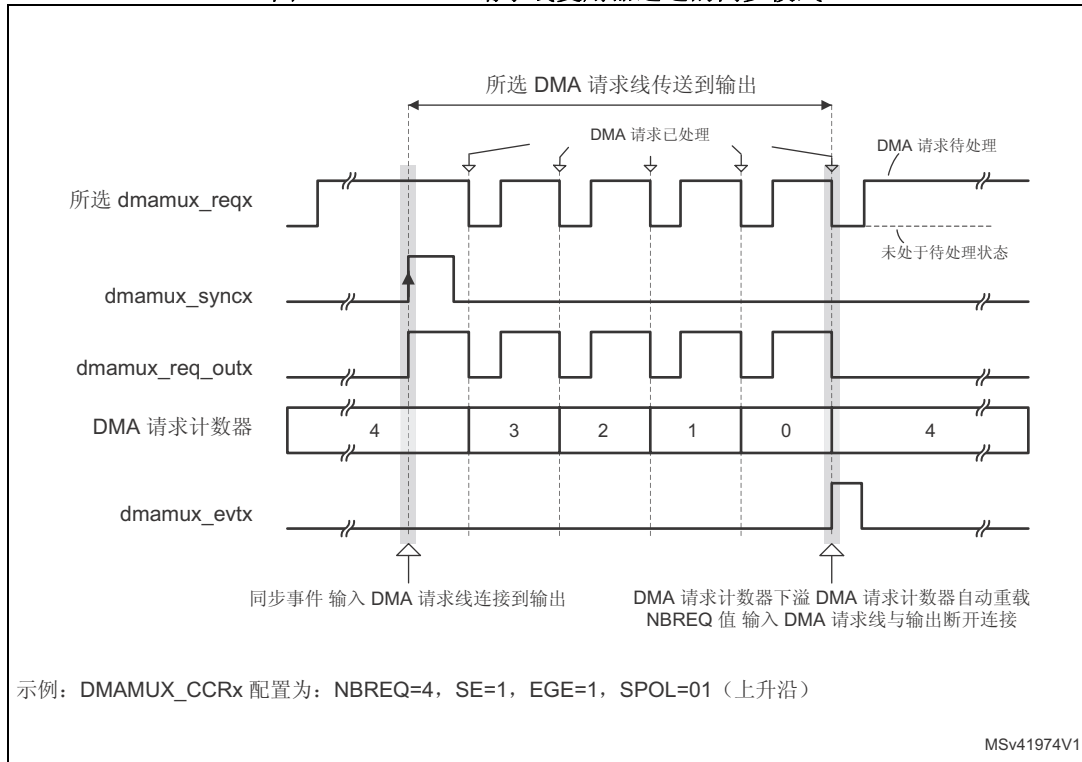 所选 DMA 请求线传送到输出
DMA 请求已处理
DMA 请求待处理
所选 dmamux_reqx
未处于待处理状态
dmamux_syncx
dmamux_req_outx
DMA 请求计数器
4 3 2 1 0 4
dmamux_evtx
同步事件 输入 DMA 请求线连接到输出
DMA 请求计数器下溢 DMA 请求计数器自动重载
NBREQ 值 输入 DMA 请求线与输出断开连接
示例：DMAMUX_CCRx 配置为：NBREQ=4，SE=1，EGE=1，SPOL=01（上升沿）
MSv41974V1